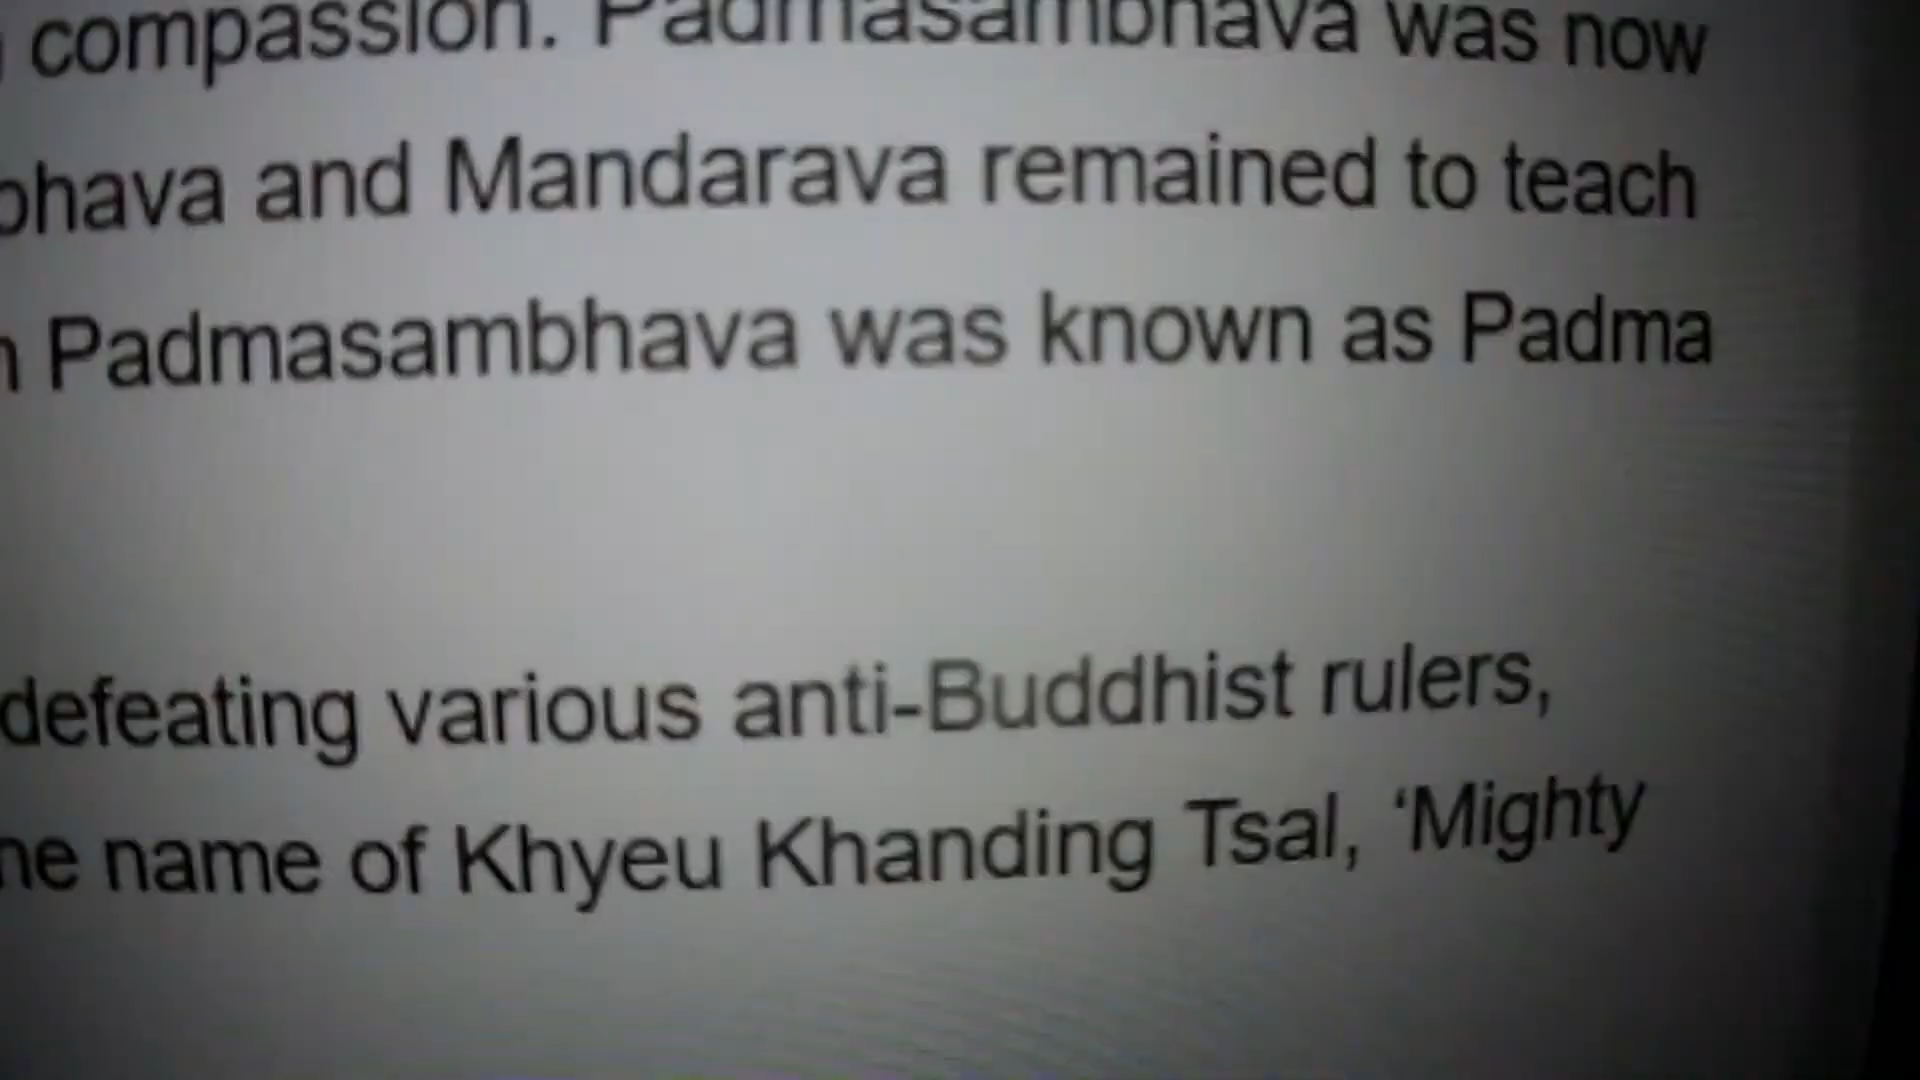 compassion. Padmasambhava was now
bhava and Mandarava remained to teach
Padmasambhava was known as Padma
defeating various anti-Buddhist rulers,
name of Khyeu Khanding Tsal, ‘Mighty